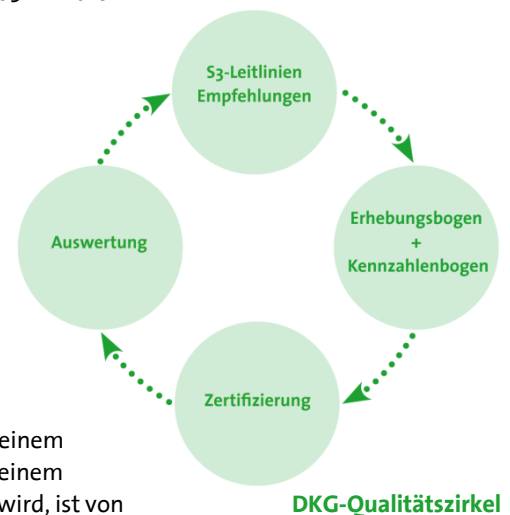 S3-Leitlinien
Empfehlungen
Erhebungsbogen
+
Kennzahlenbogen
Auswertung
Zertifizierung
einem
einem
wird, ist von
DKG-Qualitätszirkel